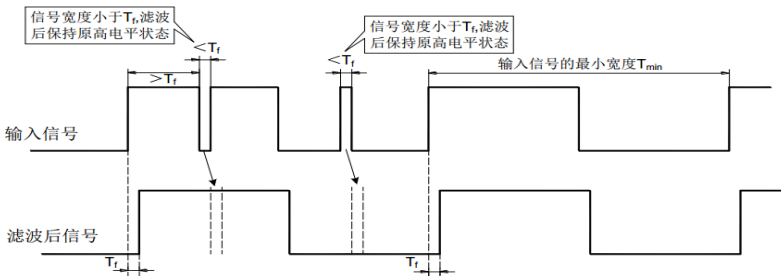 信号宽度小于Tf,滤波
后保持原高电平状态
信号宽度小于Tf,滤波
后保持原高电平状态
<Tf
<Tf
>Tf
输入信号的最小宽度Tmin
输入信号
滤波后信号
Tf
Tf